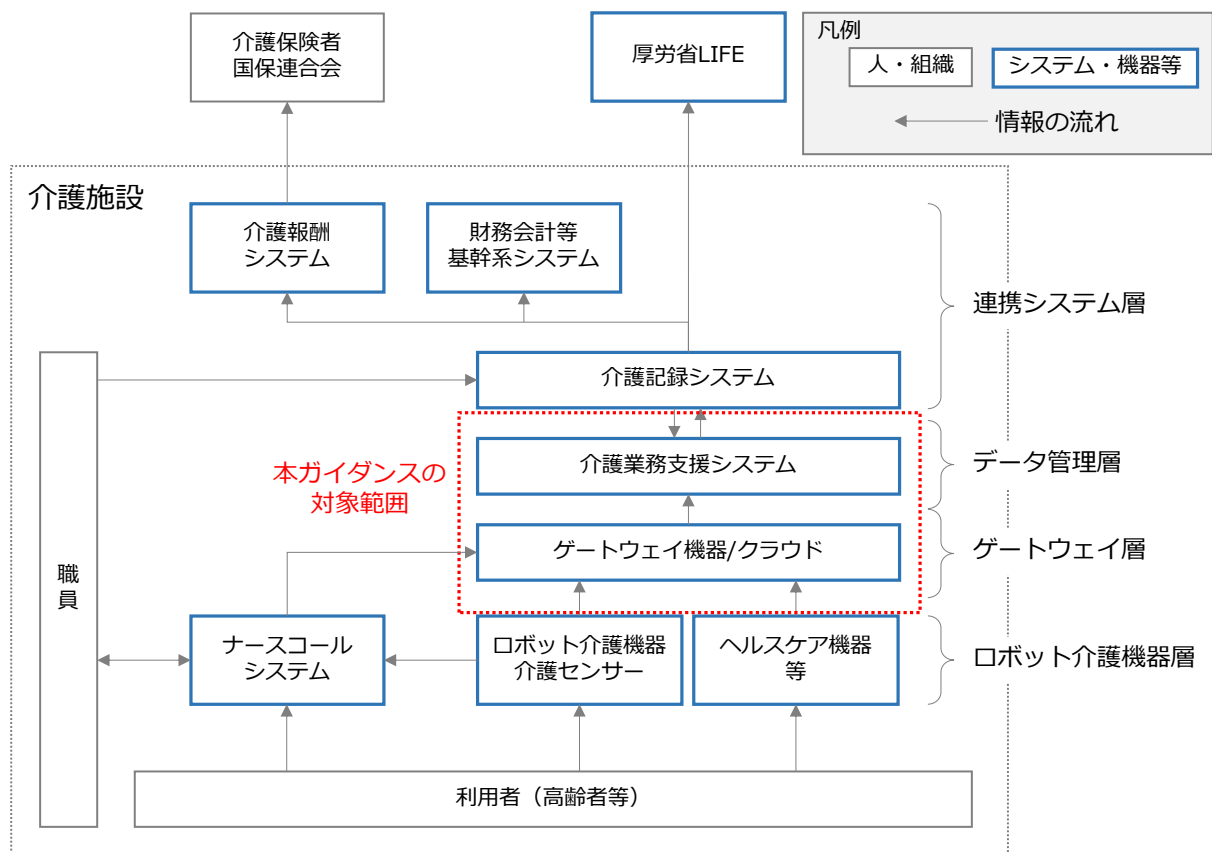 介護保険者
国保連合会
厚労省LIFE
凡例
人・組織
システム・機器等
情報の流れ
介護施設
介護報酬
システム
財務会計等
基幹系システム
連携システム層
介護記録システム
本ガイダンスの
対象範囲
介護業務支援システム
データ管理層
ゲートウェイ機器/クラウド
ゲートウェイ層
職
員
ナースコール
システム
ロボット介護機器
介護センサー
ヘルスケア機器
等
ロボット介護機器層
利用者（高齢者等）